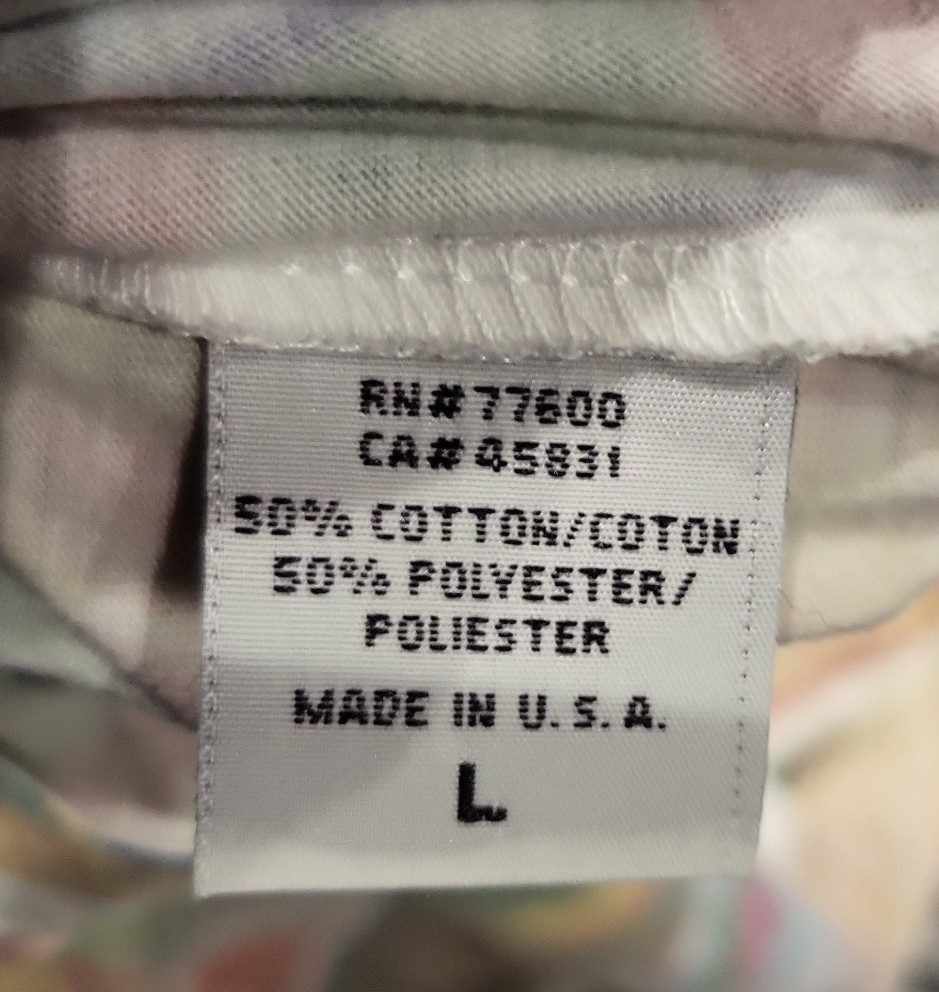 RN# 77600
CA# 45831
50% COTTON/COTON
50% POLYESTER/
POLIESTER
MADE IN U.S.A.
L